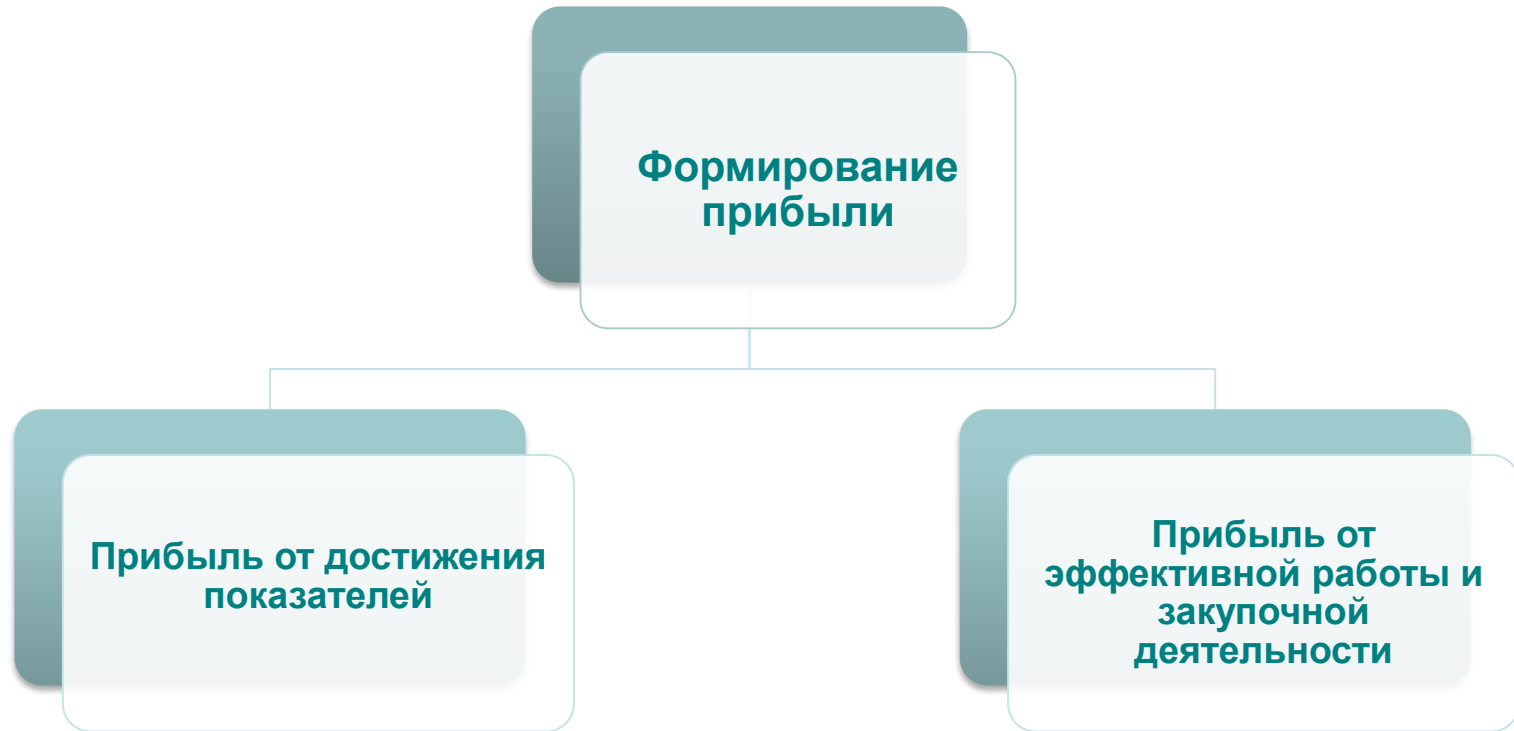 Формирование
прибыли
Прибыль от достижения
показателей
Прибыль от
эффективной работы и
закупочной
деятельности